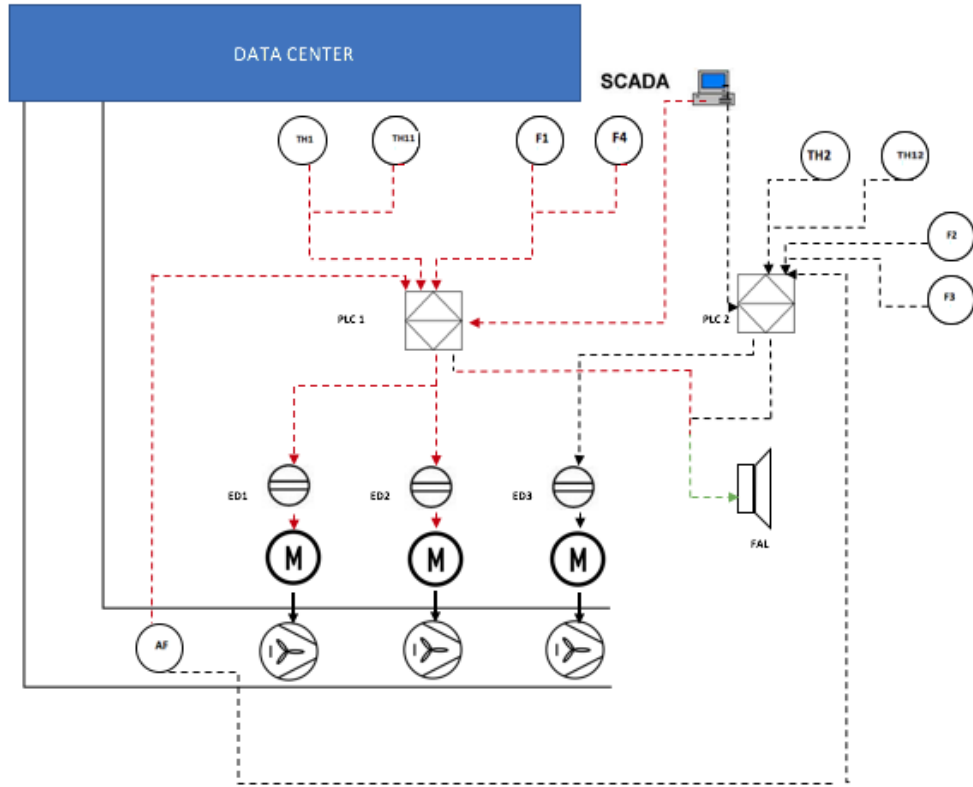 DATA CENTER
SCADA
TH1
TH11
F1
F4
TH2
TH12
F2
F3
PLC 1
PLC 2
ED1
ED2
ED3
M
M
M
FAL
AF
I
I
I